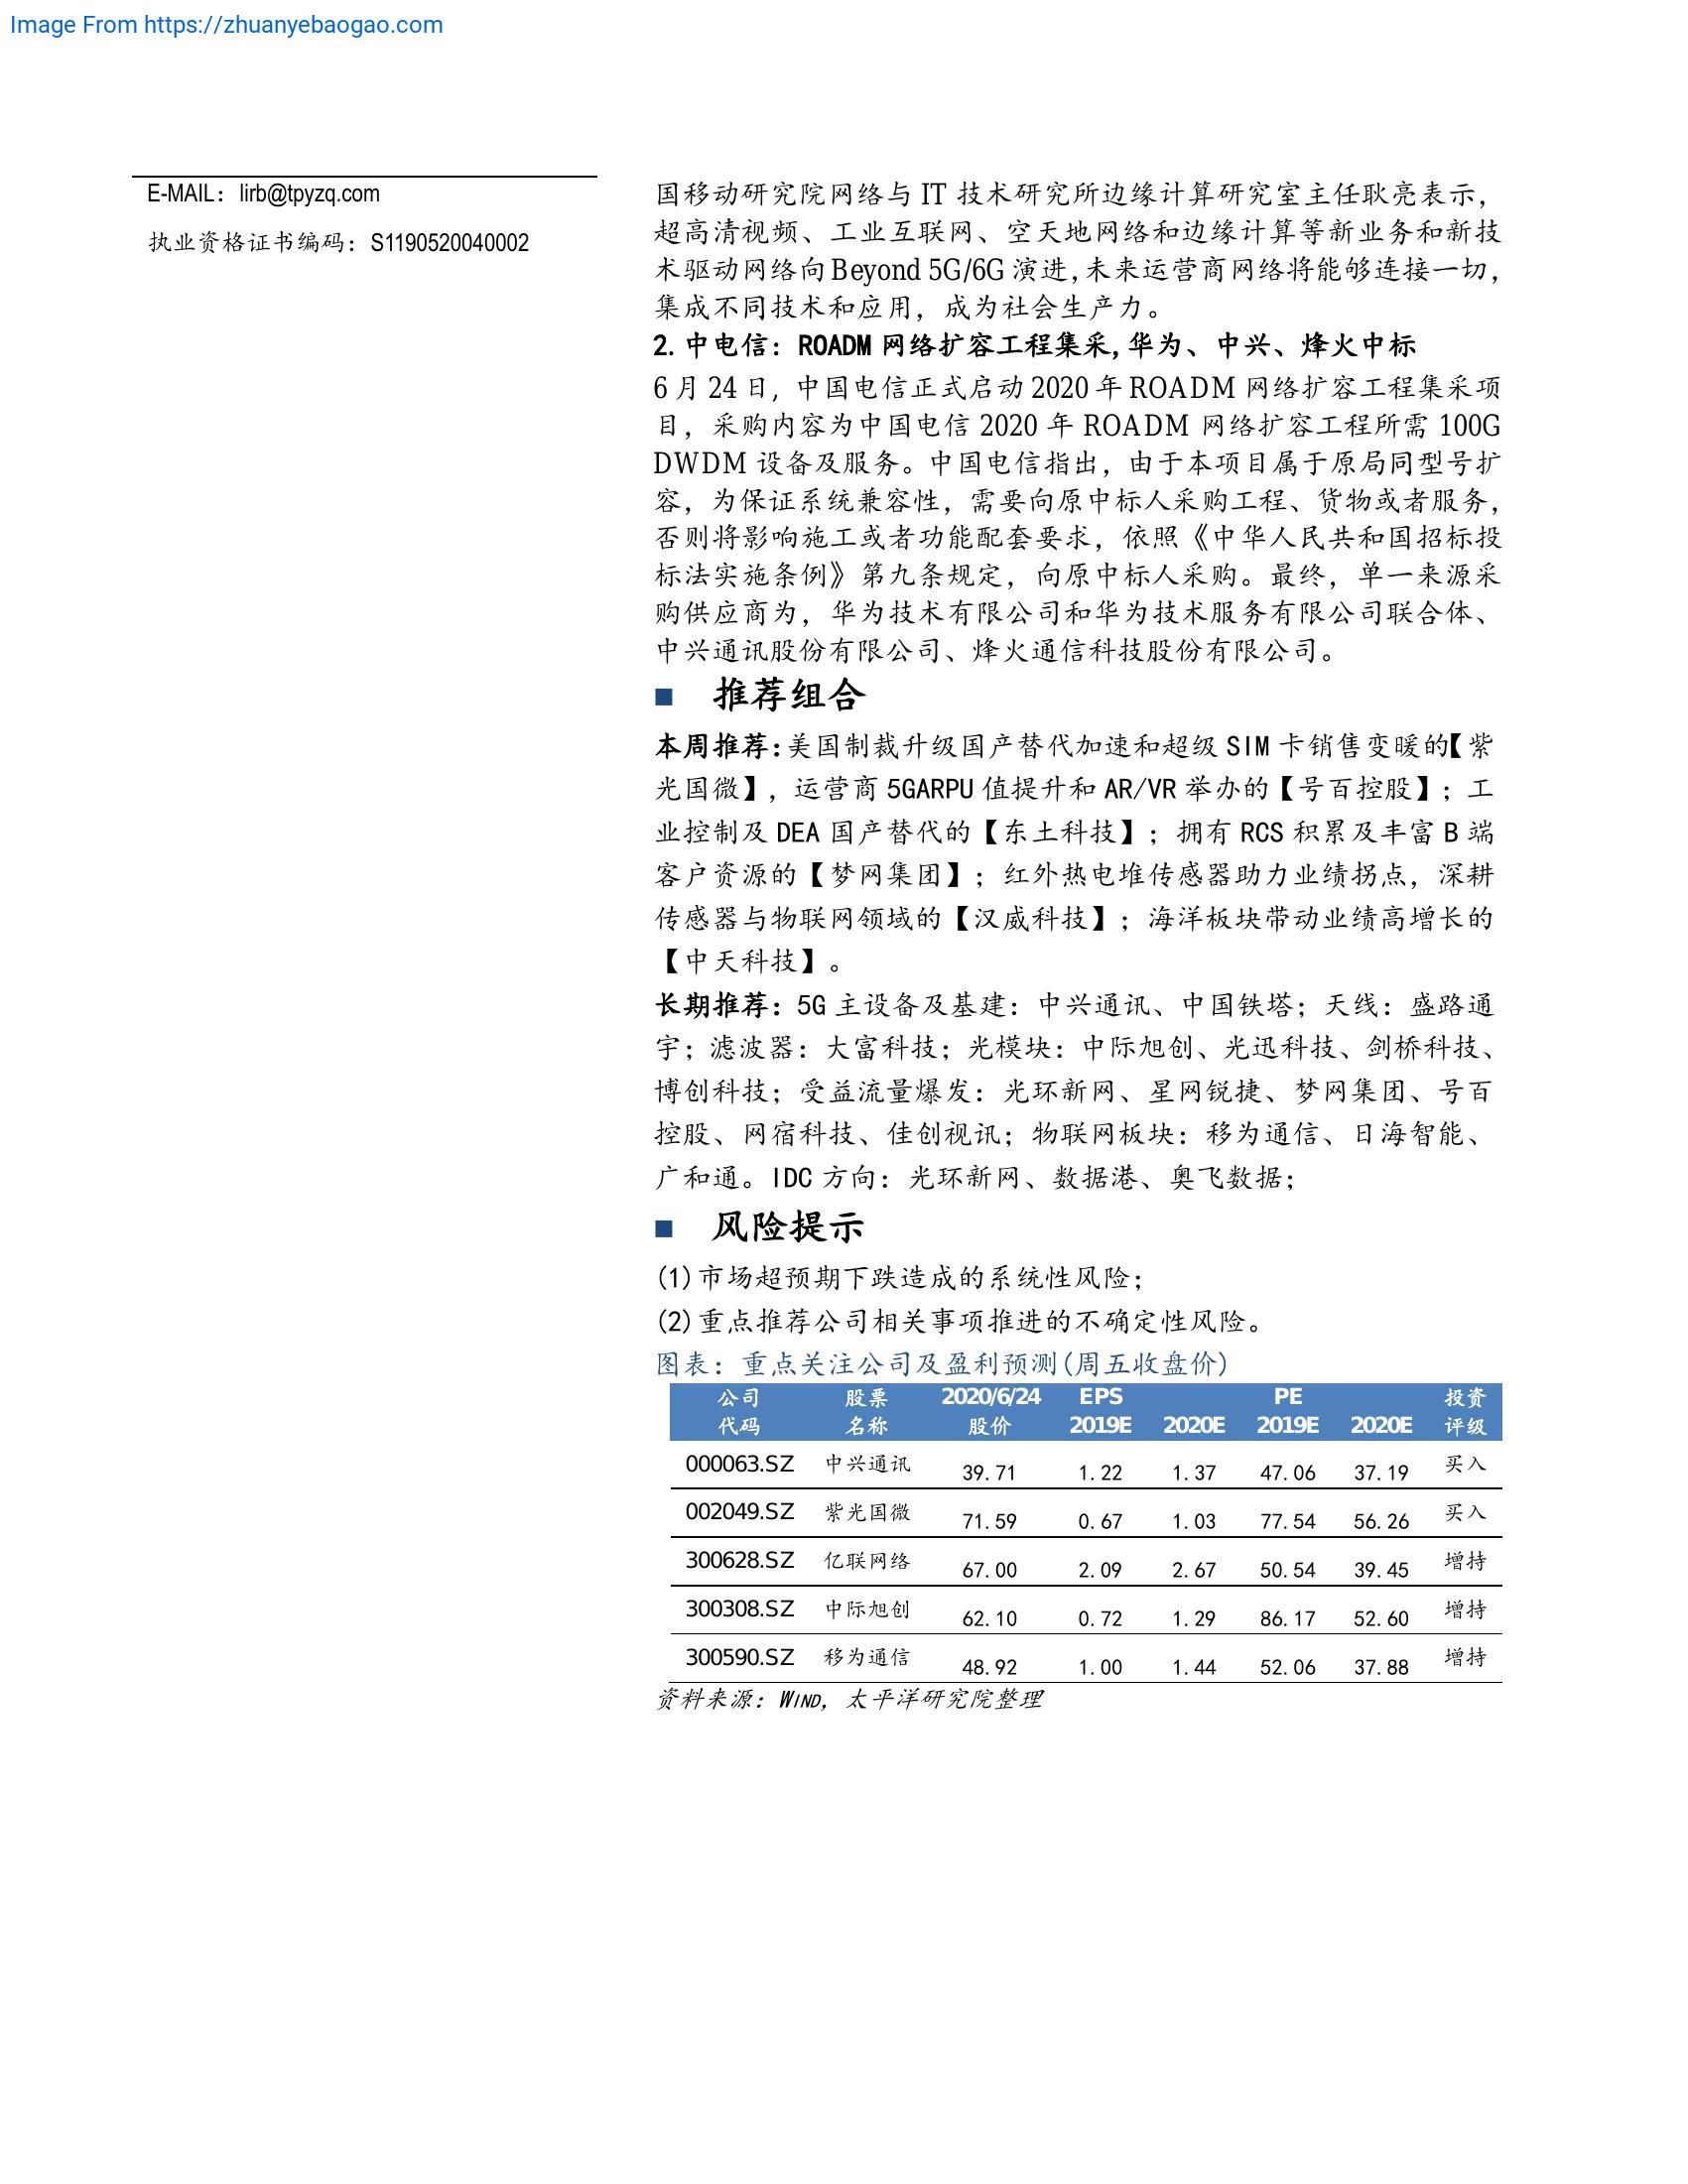 Image From https://zhuanyebaogao.com
E-MAIL：lirb@tpyzq.com
执业资格证书编码：S1190520040002
国移动研究院网络与 IT 技术研究所边缘计算研究室主任耿亮表示，
超高清视频、工业互联网、空天地网络和边缘计算等新业务和新技
术驱动网络向 Beyond 5G/6G 演进，未来运营商网络将能够连接一切，
集成不同技术和应用，成为社会生产力。
2.中电信：ROADM 网络扩容工程集采,华为、中兴、烽火中标
6 月 24 日，中国电信正式启动 2020 年 ROADM 网络扩容工程集采项
目，采购内容为中国电信 2020 年 ROADM 网络扩容工程所需 100G
DWDM 设备及服务。中国电信指出，由于本项目属于原局同型号扩
容，为保证系统兼容性，需要向原中标人采购工程、货物或者服务，
否则将影响施工或者功能配套要求，依照《中华人民共和国招标投
标法实施条例》第九条规定，向原中标人采购。最终，单一来源采
购供应商为，华为技术有限公司和华为技术服务有限公司联合体、
中兴通讯股份有限公司、烽火通信科技股份有限公司。
■ 推荐组合
本周推荐:美国制裁升级国产替代加速和超级 SIM 卡销售变暖的【紫
光国微】，运营商 5GARPU 值提升和 AR/VR 举办的【号百控股】；工
业控制及 DEA 国产替代的【东土科技】；拥有 RCS 积累及丰富 B 端
客户资源的【梦网集团】；红外热电堆传感器助力业绩拐点，深耕
传感器与物联网领域的【汉威科技】；海洋板块带动业绩高增长的
【中天科技】。
长期推荐：5G 主设备及基建：中兴通讯、中国铁塔；天线：盛路通
宇；滤波器：大富科技；光模块：中际旭创、光迅科技、剑桥科技、
博创科技；受益流量爆发：光环新网、星网锐捷、梦网集团、号百
控股、网宿科技、佳创视讯；物联网板块：移为通信、日海智能、
广和通。IDC 方向：光环新网、数据港、奥飞数据；
■ 风险提示
(1)市场超预期下跌造成的系统性风险；
(2)重点推荐公司相关事项推进的不确定性风险。
图表：重点关注公司及盈利预测(周五收盘价)
公司 股票 2020/6/24 EPS PE 投资
代码 名称 股价 2019E 2020E 2019E 2020E 评级
000063.SZ 中兴通讯 39.71 1.22 1.37 47.06 37.19 买入
002049.SZ 紫光国微 71.59 0.67 1.03 77.54 56.26 买入
300628.SZ 亿联网络 67.00 2.09 2.67 50.54 39.45 增持
300308.SZ 中际旭创 62.10 0.72 1.29 86.17 52.60 增持
300590.SZ 移为通信 48.92 1.00 1.44 52.06 37.88 增持
资料来源：WIND，太平洋研究院整理